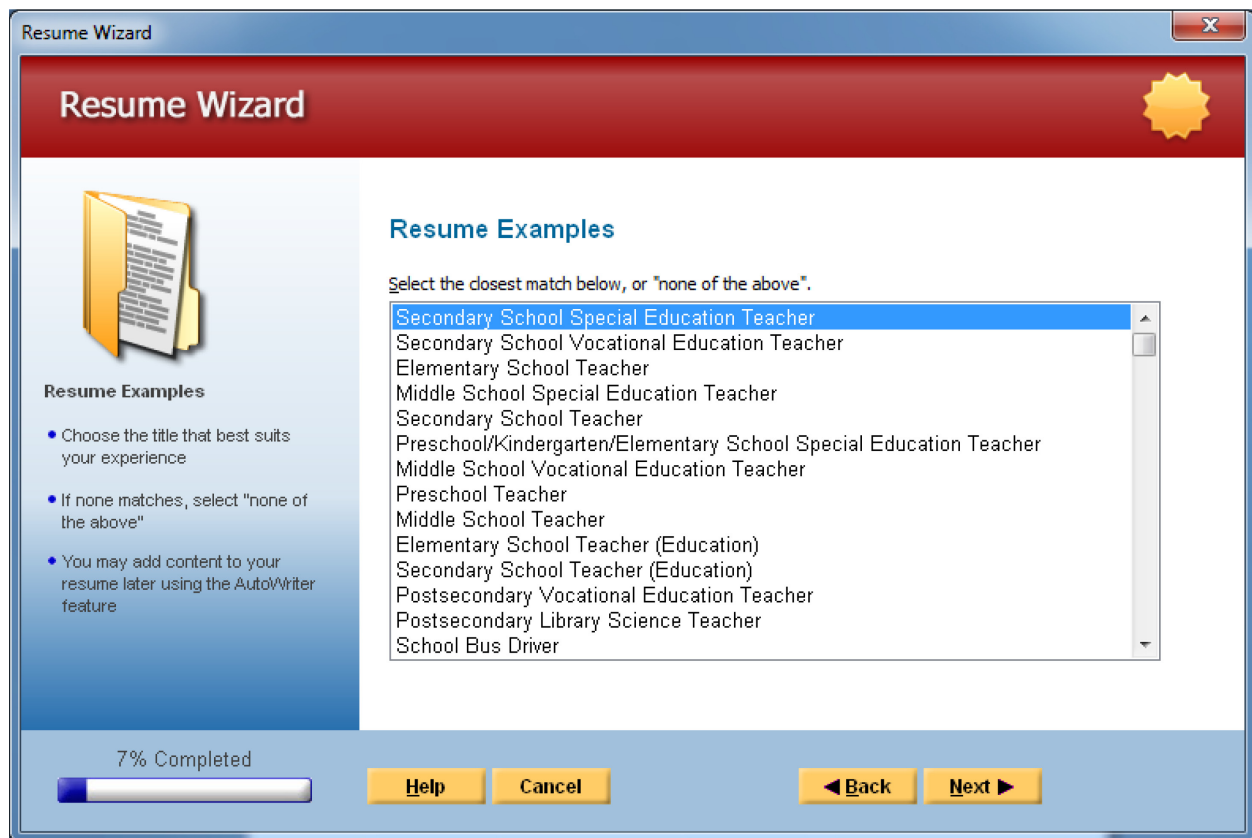 Resume Wizard
x
Resume Wizard
Resume Examples
Choose the title that best suits
your experience
If none matches, select "none of
the above"
You may add content to your
resume later using the AutoWriter
feature
Resume Examples
Select the closest match below, or "none of the above".
Secondary School Special Education Teacher
Secondary School Vocational Education Teacher
Elementary School Teacher
Middle School Special Education Teacher
Secondary School Teacher
Preschool/Kindergarten/Elementary School Special Education Teacher
Middle School Vocational Education Teacher
Preschool Teacher
Middle School Teacher
Elementary School Teacher (Education)
Secondary School Teacher (Education)
Postsecondary Vocational Education Teacher
Postsecondary Library Science Teacher
School Bus Driver
7% Completed
Help
Cancel
Back
Next